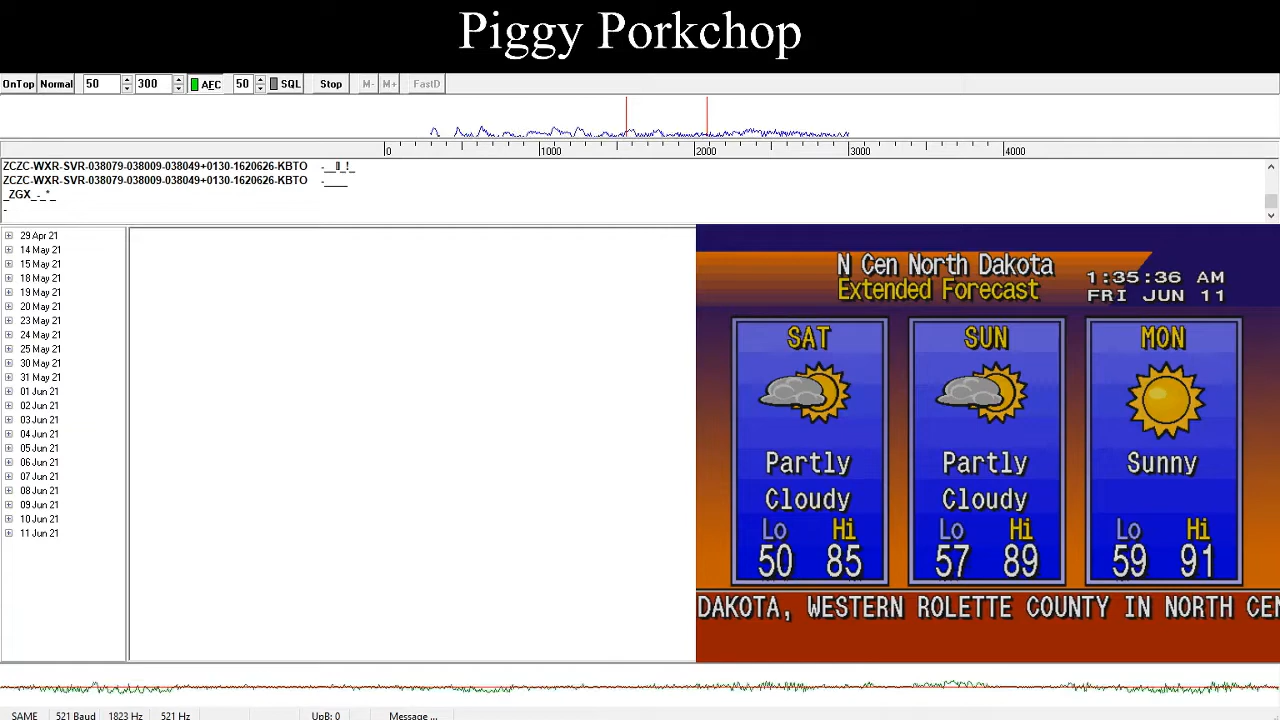 Piggy Porkchop
OnTop Normal 50 300 AFC 50 SQL Stop M- M+ FastD
0 1000 2000 3000 4000
ZCZC-WXR-SVR-038079-038009-038049+0130-1620626-KBTO
ZCZC-WXR-SVR-038079-038009-038049+0130-1620626-KBTO -____
_ZGX_-_*_
-
29 Apr 21
14 May 21
15 May 21
18 May 21
19 May 21
20 May 21
23 May 21
24 May 21
25 May 21
30 May 21
31 May 21
01 Jun 21
02 Jun 21
03 Jun 21
04 Jun 21
05 Jun 21
06 Jun 21
07 Jun 21
08 Jun 21
09 Jun 21
10 Jun 21
11 Jun 21
N Cen North Dakota
Extended Forecast
1:35:36 AM
FRI JUN 11
SAT SUN MON
Partly Partly Sunny
Cloudy Cloudy
Lo Hi Lo Hi Lo Hi
50 85 57 89 59 91
DAKOTA, WESTERN ROLETTE COUNTY IN NORTH CEN
SAME 521 Baud 1823 Hz 521 Hz UpB: 0 Message ...